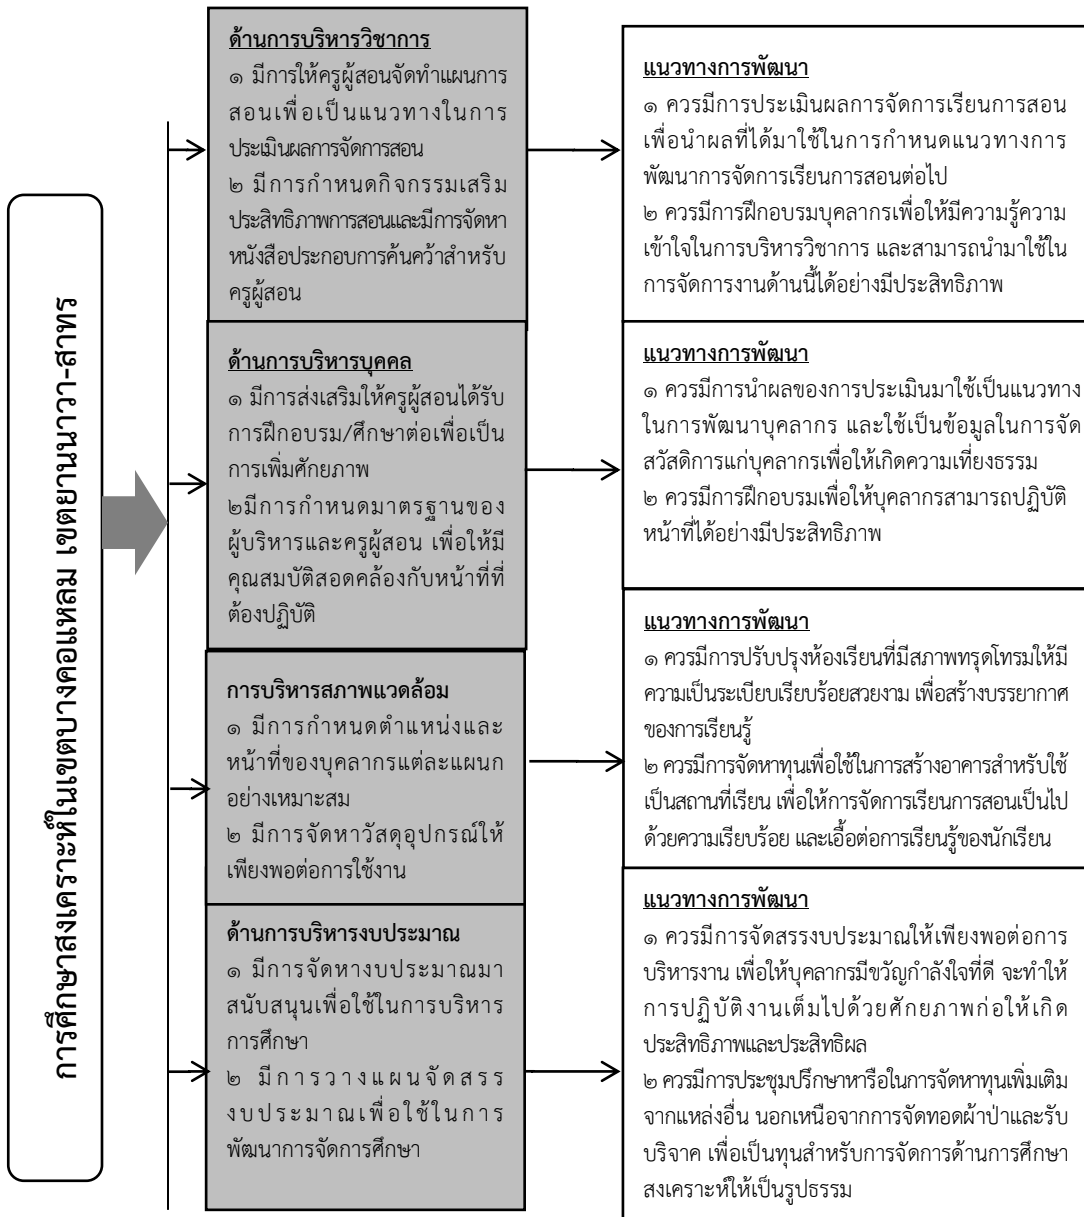 การศึกษาสงเคราะห์ในเขตบางคอแหลม เขตยานนาวา-สาทร
ด้านการบริหารวิชาการ
๑ มีการให้ครูผู้สอนจัดทำแผนการ
สอนเพื่อเป็นแนวทางในการ
ประเมินผลการจัดการสอน
๒ มีการกำหนดกิจกรรมเสริม
ประสิทธิภาพการสอนและมีการจัดหา
หนังสือประกอบการค้นคว้าสำหรับ
ครูผู้สอน
แนวทางการพัฒนา
๑ ควรมีการประเมินผลการจัดการเรียนการสอน
เพื่อนำผลที่ได้มาใช้ในการกำหนดแนวทางการ
พัฒนาการจัดการเรียนการสอนต่อไป
๒ ควรมีการฝึกอบรมบุคลากรเพื่อให้มีความรู้ความ
เข้าใจในการบริหารวิชาการ และสามารถนำมาใช้ใน
การจัดการงานด้านนี้ได้อย่างมีประสิทธิภาพ
ด้านการบริหารบุคคล
๑ มีการส่งเสริมให้ครูผู้สอนได้รับ
การฝึกอบรม/ศึกษาต่อเพื่อเป็น
การเพิ่มศักยภาพ
๒มีการกำหนดมาตรฐานของ
ผู้บริหารและครูผู้สอน เพื่อให้มี
คุณสมบัติสอดคล้องกับหน้าที่ที่
ต้องปฏิบัติ
แนวทางการพัฒนา
๑ ควรมีการนำผลของการประเมินมาใช้เป็นแนวทาง
ในการพัฒนาบุคลากร และใช้เป็นข้อมูลในการจัด
สวัสดิการแก่บุคลากรเพื่อให้เกิดความเที่ยงธรรม
๒ ควรมีการฝึกอบรมเพื่อให้บุคลากรสามารถปฏิบัติ
หน้าที่ได้อย่างมีประสิทธิภาพ
การบริหารสภาพแวดล้อม
๑ มีการกำหนดตำแหน่งและ
หน้าที่ของบุคลากรแต่ละแผนก
อย่างเหมาะสม
๒ มีการจัดหาวัสดุอุปกรณ์ให้
เพียงพอต่อการใช้งาน
แนวทางการพัฒนา
๑ ควรมีการปรับปรุงห้องเรียนที่มีสภาพทรุดโทรมให้มี
ความเป็นระเบียบเรียบร้อยสวยงาม เพื่อสร้างบรรยากาศ
ของการเรียนรู้
๒ ควรมีการจัดหาทุนเพื่อใช้ในการสร้างอาคารสำหรับใช้
เป็นสถานที่เรียน เพื่อให้การจัดการเรียนการสอนเป็นไป
ด้วยความเรียบร้อย และเอื้อต่อการเรียนรู้ของนักเรียน
ด้านการบริหารงบประมาณ
๑ มีการจัดหางบประมาณมา
สนับสนุนเพื่อใช้ในการบริหาร
การศึกษา
๒ มีการวางแผนจัดสรร
งบประมาณเพื่อใช้ในการ
พัฒนาการจัดการศึกษา
แนวทางการพัฒนา
๑ ควรมีการจัดสรรงบประมาณให้เพียงพอต่อการ
บริหารงาน เพื่อให้บุคลากรมีขวัญกำลังใจที่ดี จะทำให้
การปฏิบัติงานเต็มไปด้วยศักยภาพก่อให้เกิด
ประสิทธิภาพและประสิทธิผล
๒ ควรมีการประชุมปรึกษาหารือในการจัดหาทุนเพิ่มเติม
จากแหล่งอื่น นอกเหนือจากการจัดทอดผ้าป่าและรับ
บริจาค เพื่อเป็นทุนสำหรับการจัดการด้านการศึกษา
สงเคราะห์ให้เป็นรูปธรรม